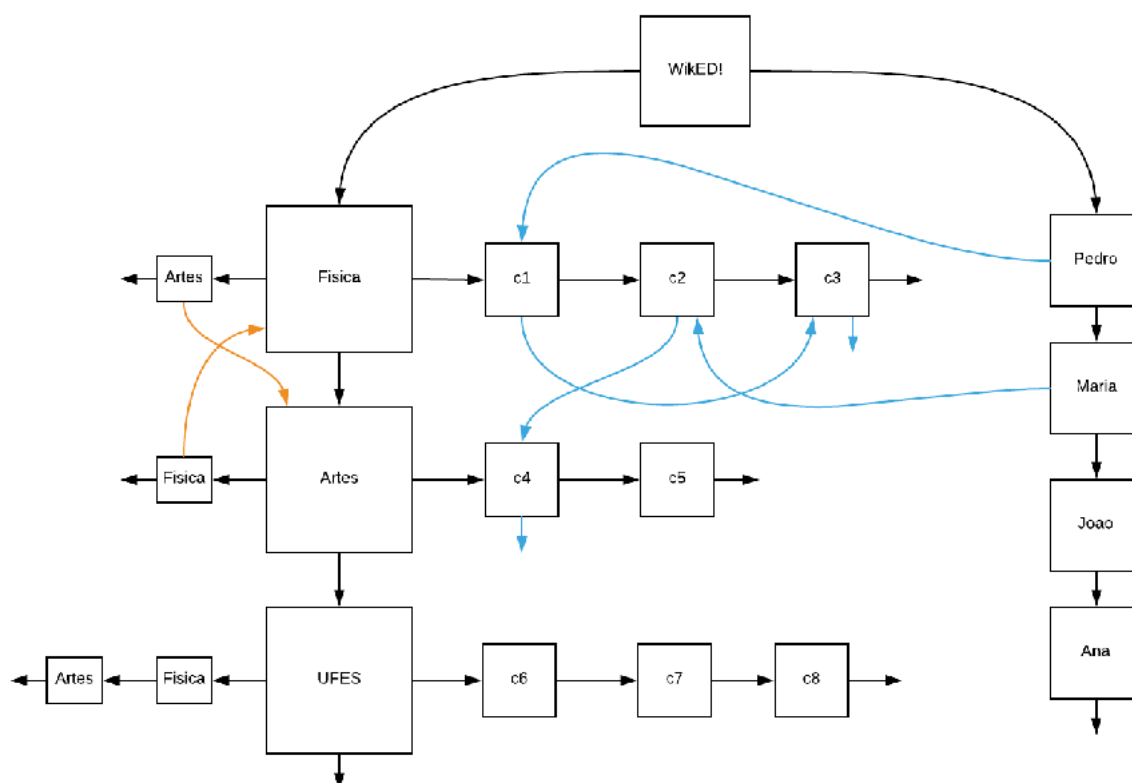 WikED!
Pedro
Artes
Fisica
c1
c2
c3
Maria
Fisica
Artes
c4
c5
Joao
Artes
Fisica
UFES
c6
c7
c8
Ana